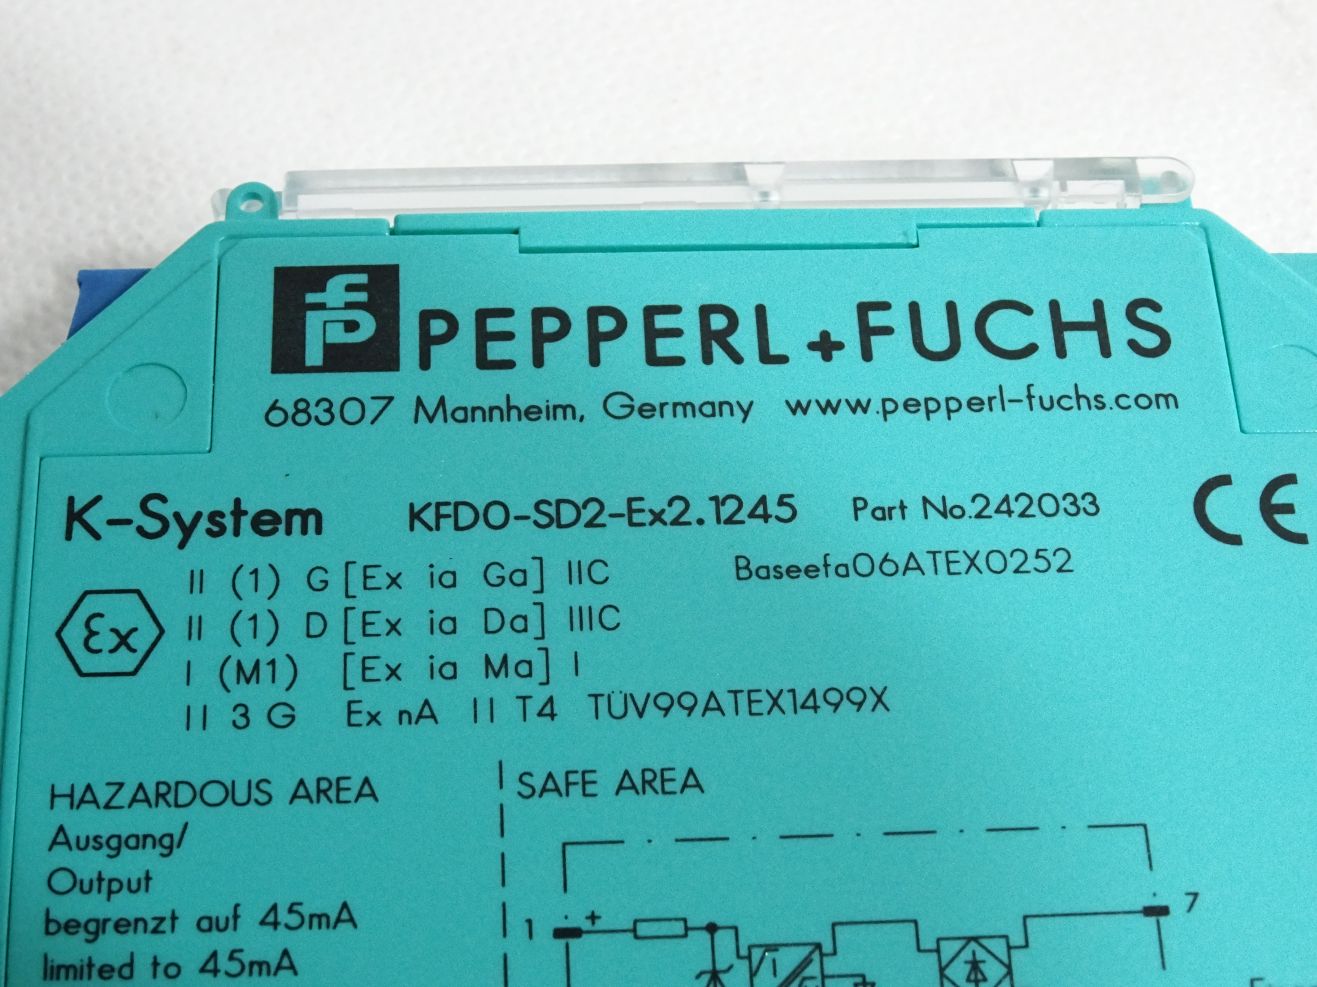 fp PEPPERL+FUCHS
68307 Mannheim, Germany www.pepperl-fuchs.com
K-System KFD0-SD2-Ex2.1245 Part No.242033 CE
II (1) G [Ex ia Ga] IIC Baseefa06ATEX0252
Ex II (1) D [Ex ia Da] IIIC
I (M1) [Ex ia Ma] I
II 3 G Ex nA II T4 TÜV99ATEX1499X
HAZARDOUS AREA SAFE AREA
Ausgang/
Output
begrenzt auf 45mA 1 + 7
limited to 45mA